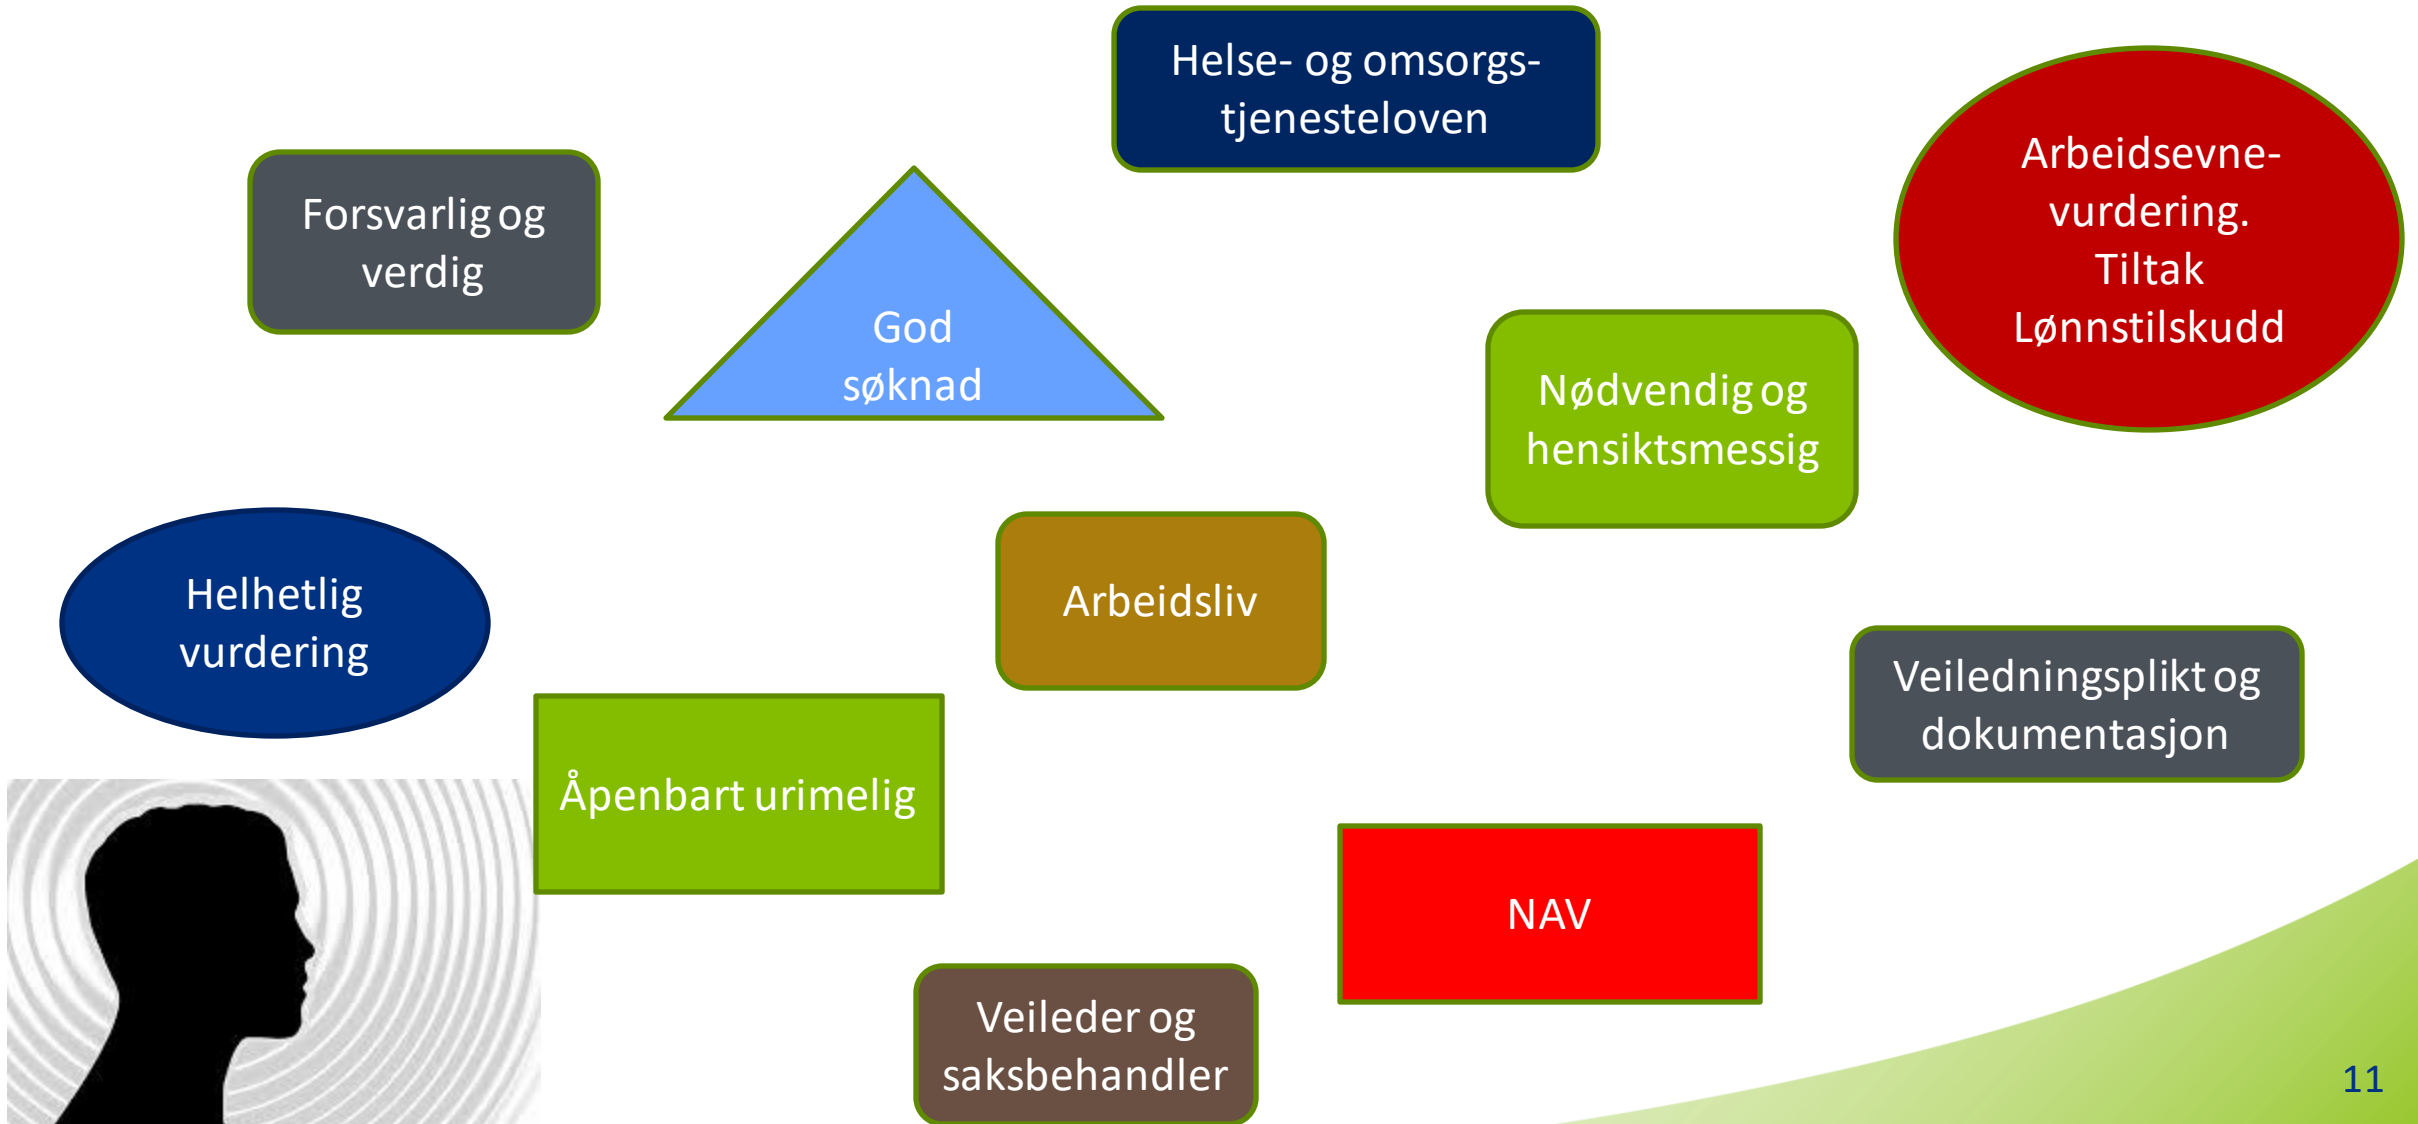 Helse- og omsorgs-
tjenesteloven
Arbeidsevne-
vurdering.
Tiltak
Lønnstilskudd
Forsvarlig og
verdig
God
søknad
Nødvendig og
hensiktsmessig
Helhetlig
vurdering
Arbeidsliv
Veiledningsplikt og
dokumentasjon
Åpenbart urimelig
NAV
Veileder og
saksbehandler
11